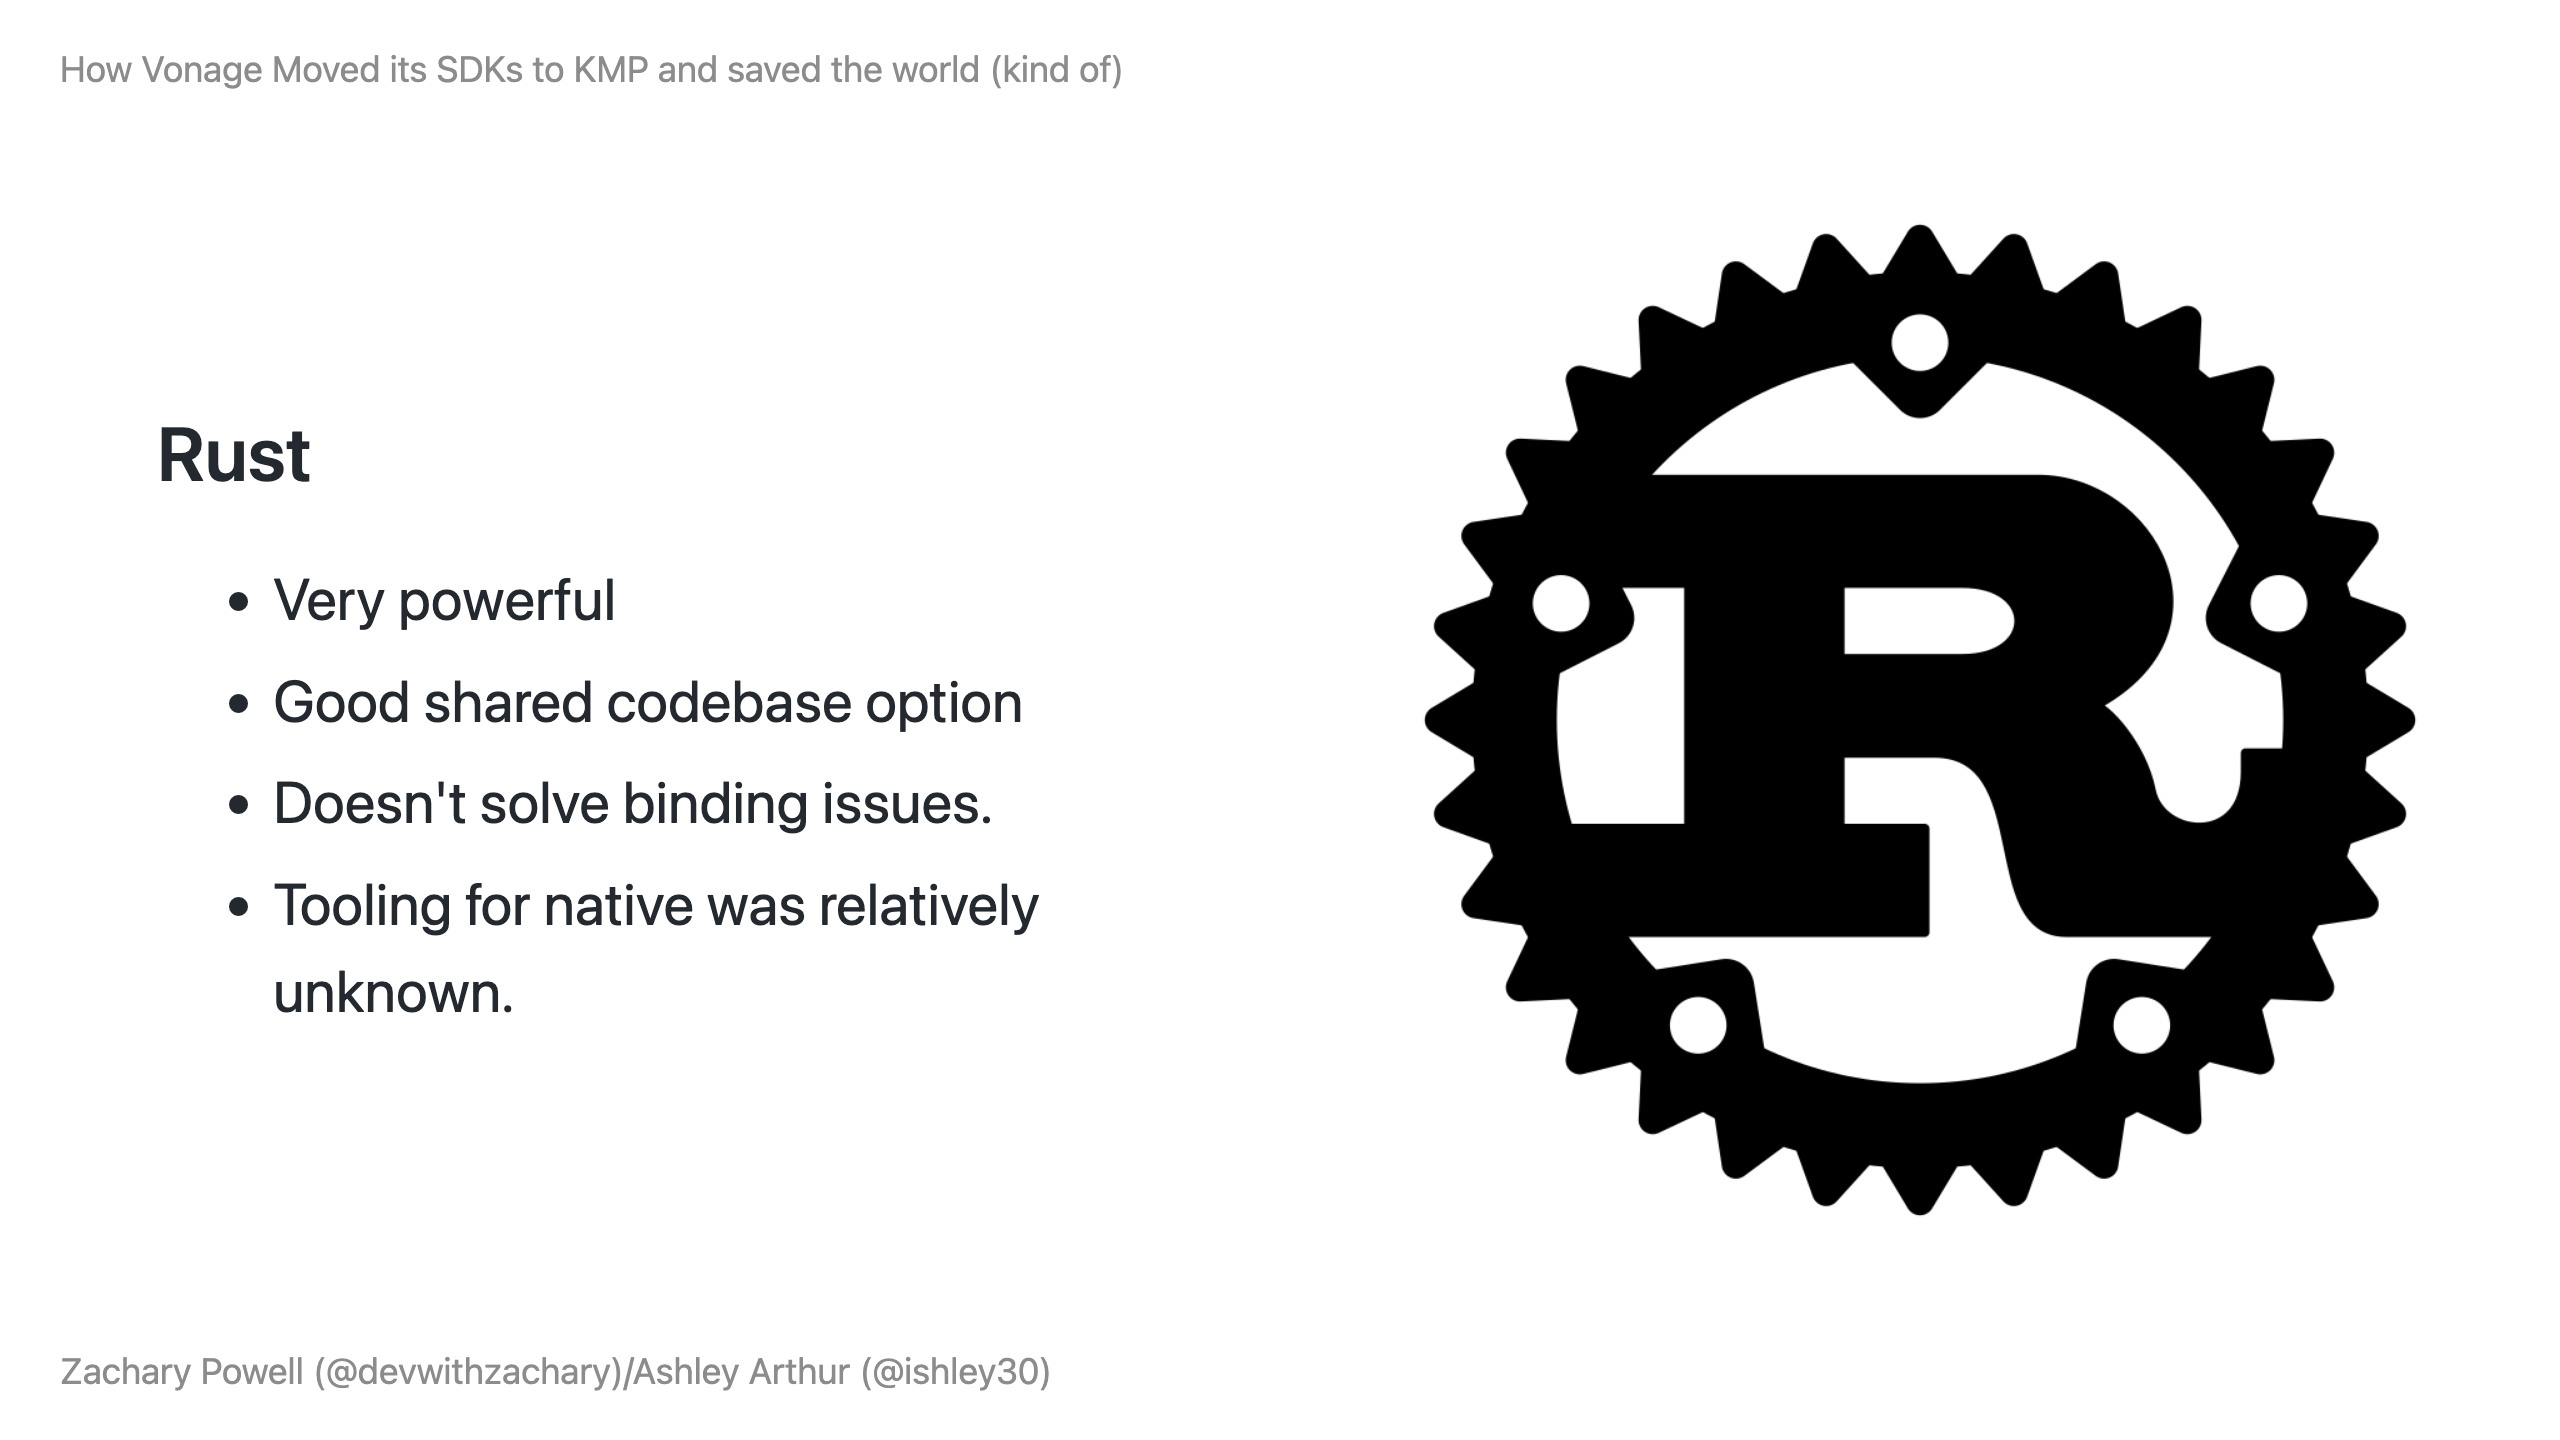 How Vonage Moved its SDKs to KMP and saved the world (kind of)
Rust
• Very powerful
• Good shared codebase option
• Doesn't solve binding issues.
• Tooling for native was relatively
unknown.
R
Zachary Powell (@devwithzachary)/Ashley Arthur (@ishley30)